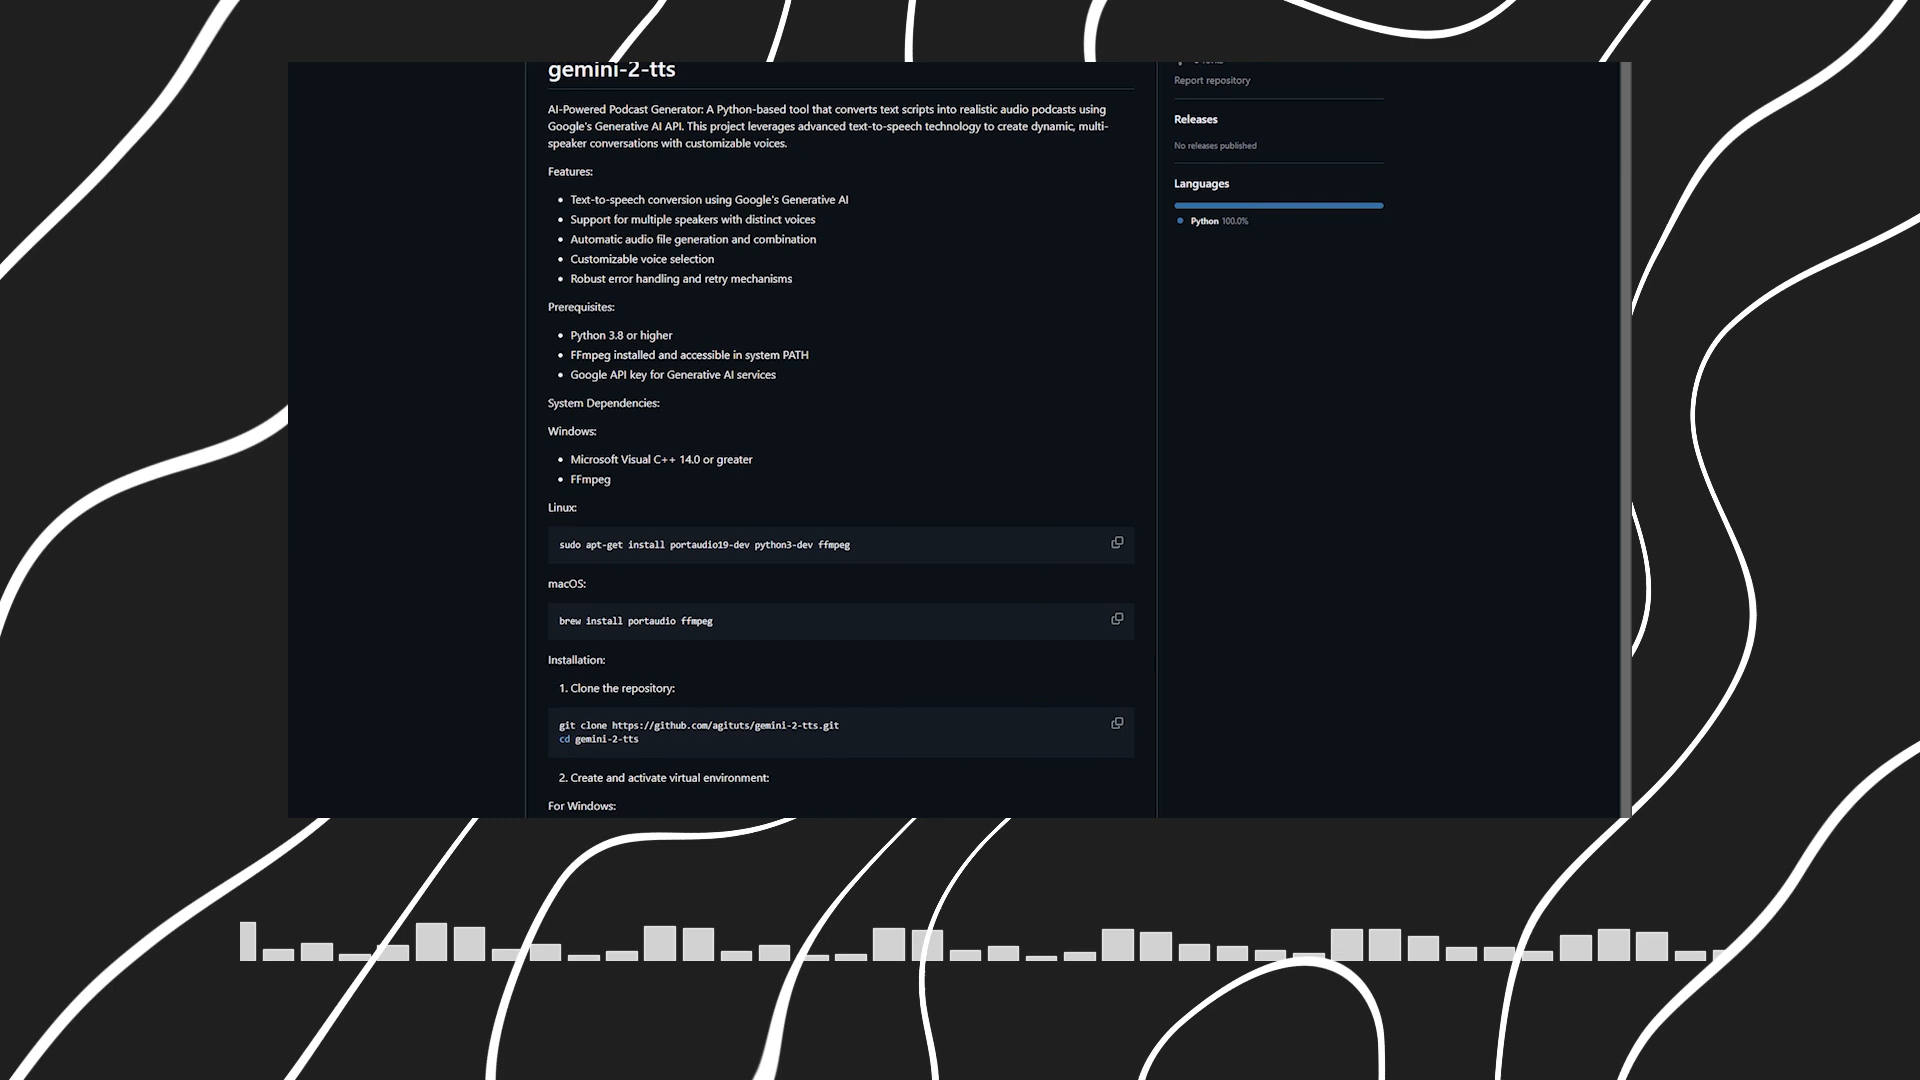 gemini-2-tts
AI-Powered Podcast Generator: A Python-based tool that converts text scripts into realistic audio podcasts using
Google's Generative AI API. This project leverages advanced text-to-speech technology to create dynamic, multi-
speaker conversations with customizable voices.
Features:
Text-to-speech conversion using Google's Generative AI
Support for multiple speakers with distinct voices
Automatic audio file generation and combination
Customizable voice selection
Robust error handling and retry mechanisms
Prerequisites:
Python 3.8 or higher
FFmpeg installed and accessible in system PATH
Google API key for Generative AI services
System Dependencies:
Windows:
Microsoft Visual C++ 14.0 or greater
FFmpeg
Linux:
sudo apt-get install portaudio19-dev python3-dev ffmpeg
macOS:
brew install portaudio ffmpeg
Installation:
1. Clone the repository:
git clone https://github.com/agituts/gemini-2-tts.git
cd gemini-2-tts
2. Create and activate virtual environment:
For Windows:
Report repository
Releases
No releases published
Languages
Python 100.0%